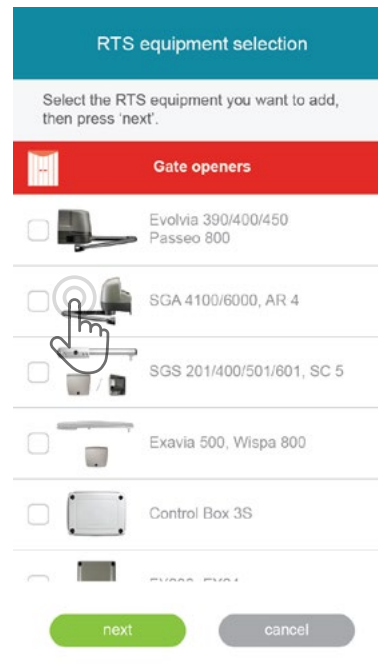 RTS equipment selection
Select the RTS equipment you want to add,
then press 'next'.
Gate openers
Evolvia 390/400/450
Passeo 800
SGA 4100/6000, AR 4
SGS 201/400/501/601, SC 5
Exavia 500, Wispa 800
Control Box 3S
next
cancel